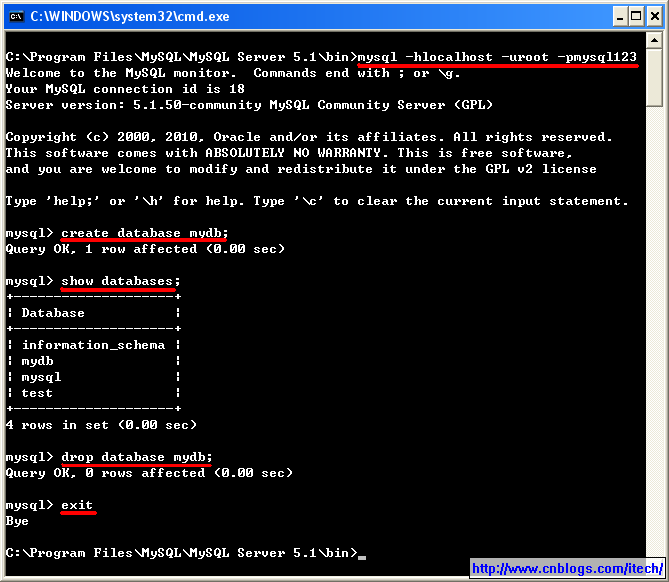 C:\WINDOWS\system32\cmd.exe
C:\Program Files\MySQL\MySQL Server 5.1\bin>mysql -hlocalhost -uroot -pmysql123
Welcome to the MySQL monitor.  Commands end with ; or \g.
Your MySQL connection id is 18
Server version: 5.1.50-community MySQL Community Server (GPL)
Copyright (c) 2000, 2010, Oracle and/or its affiliates. All rights reserved.
This software comes with ABSOLUTELY NO WARRANTY. This is free software,
and you are welcome to modify and redistribute it under the GPL v2 license
Type 'help;' or '\h' for help. Type '\c' to clear the current input statement.
mysql> create database mydb;
Query OK, 1 row affected (0.00 sec)
mysql> show databases;
+--------------------+
| Database           |
+--------------------+
| information_schema |
| mydb               |
| mysql              |
| test               |
+--------------------+
4 rows in set (0.00 sec)
mysql> drop database mydb;
Query OK, 0 rows affected (0.00 sec)
mysql> exit
Bye
C:\Program Files\MySQL\MySQL Server 5.1\bin>_
http://www.cnblogs.com/itech/